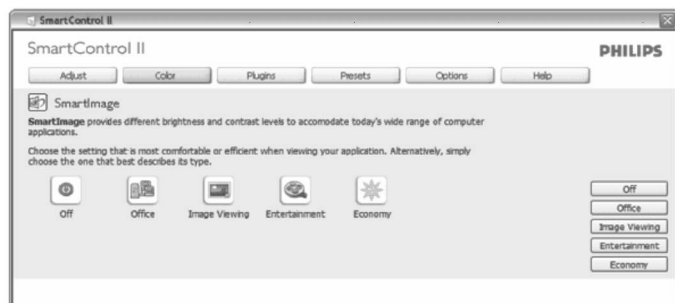 SmartControl II
SmartControl II
PHILIPS
Adjust Color Plugins Presets Options Help
SmartImage
SmartImage provides different brightness and contrast levels to accomodate today's wide range of computer
applications.
Choose the setting that is most comfortable or efficient when viewing your application. Alternatively, simply
choose the one that best describes its type.
Off Office Image Viewing Entertainment Economy
Off
Office
Image Viewing
Entertainment
Economy